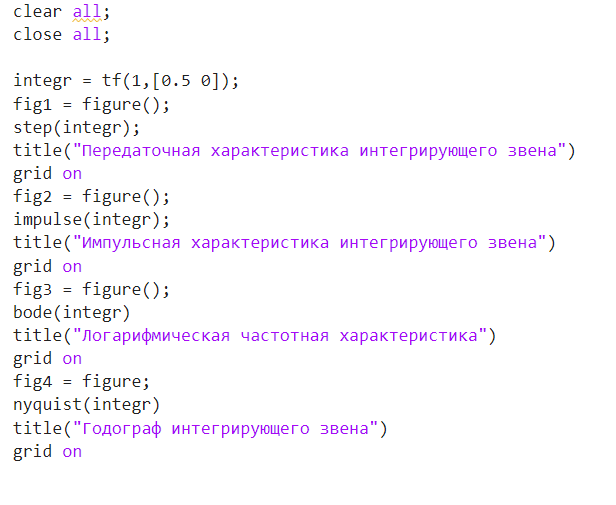 clear all;
close all;
integr = tf(1,[0.5 0]);
fig1 = figure();
step(integr);
title("Передаточная характеристика интегрирующего звена")
grid on
fig2 = figure();
impulse(integr);
title("Импульсная характеристика интегрирующего звена")
grid on
fig3 = figure();
bode(integr)
title("Логарифмическая частотная характеристика")
grid on
fig4 = figure;
nyquist(integr)
title("Годограф интегрирующего звена")
grid on